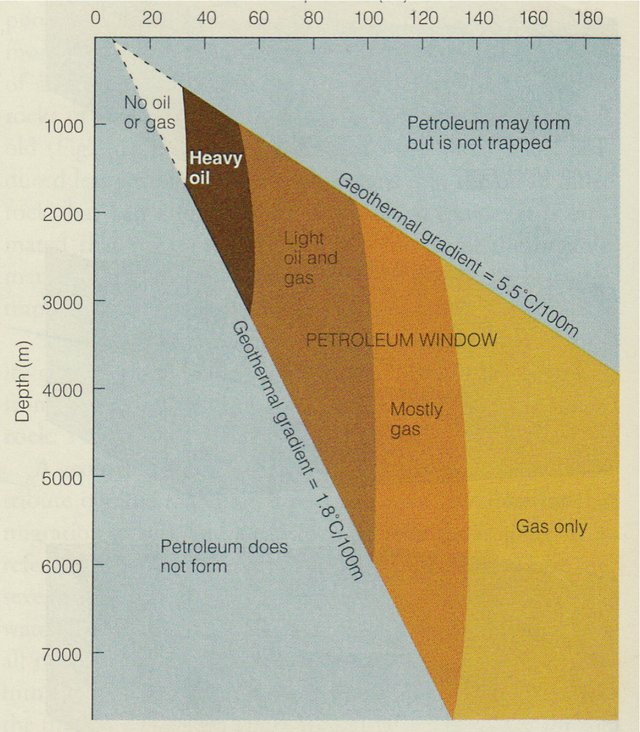 0 20 40 60 80 100 120 140 160 180
No oil
or gas
Petroleum may form
but is not trapped
1000
Heavy
oil
Geothermal gradient = 5.5°C/100m
2000
Light
oil and
gas
3000
PETROLEUM WINDOW
Geothermal gradient = 1.8°C/100m
Depth (m)
4000
Mostly
gas
5000
Gas only
Petroleum does
not form
6000
7000